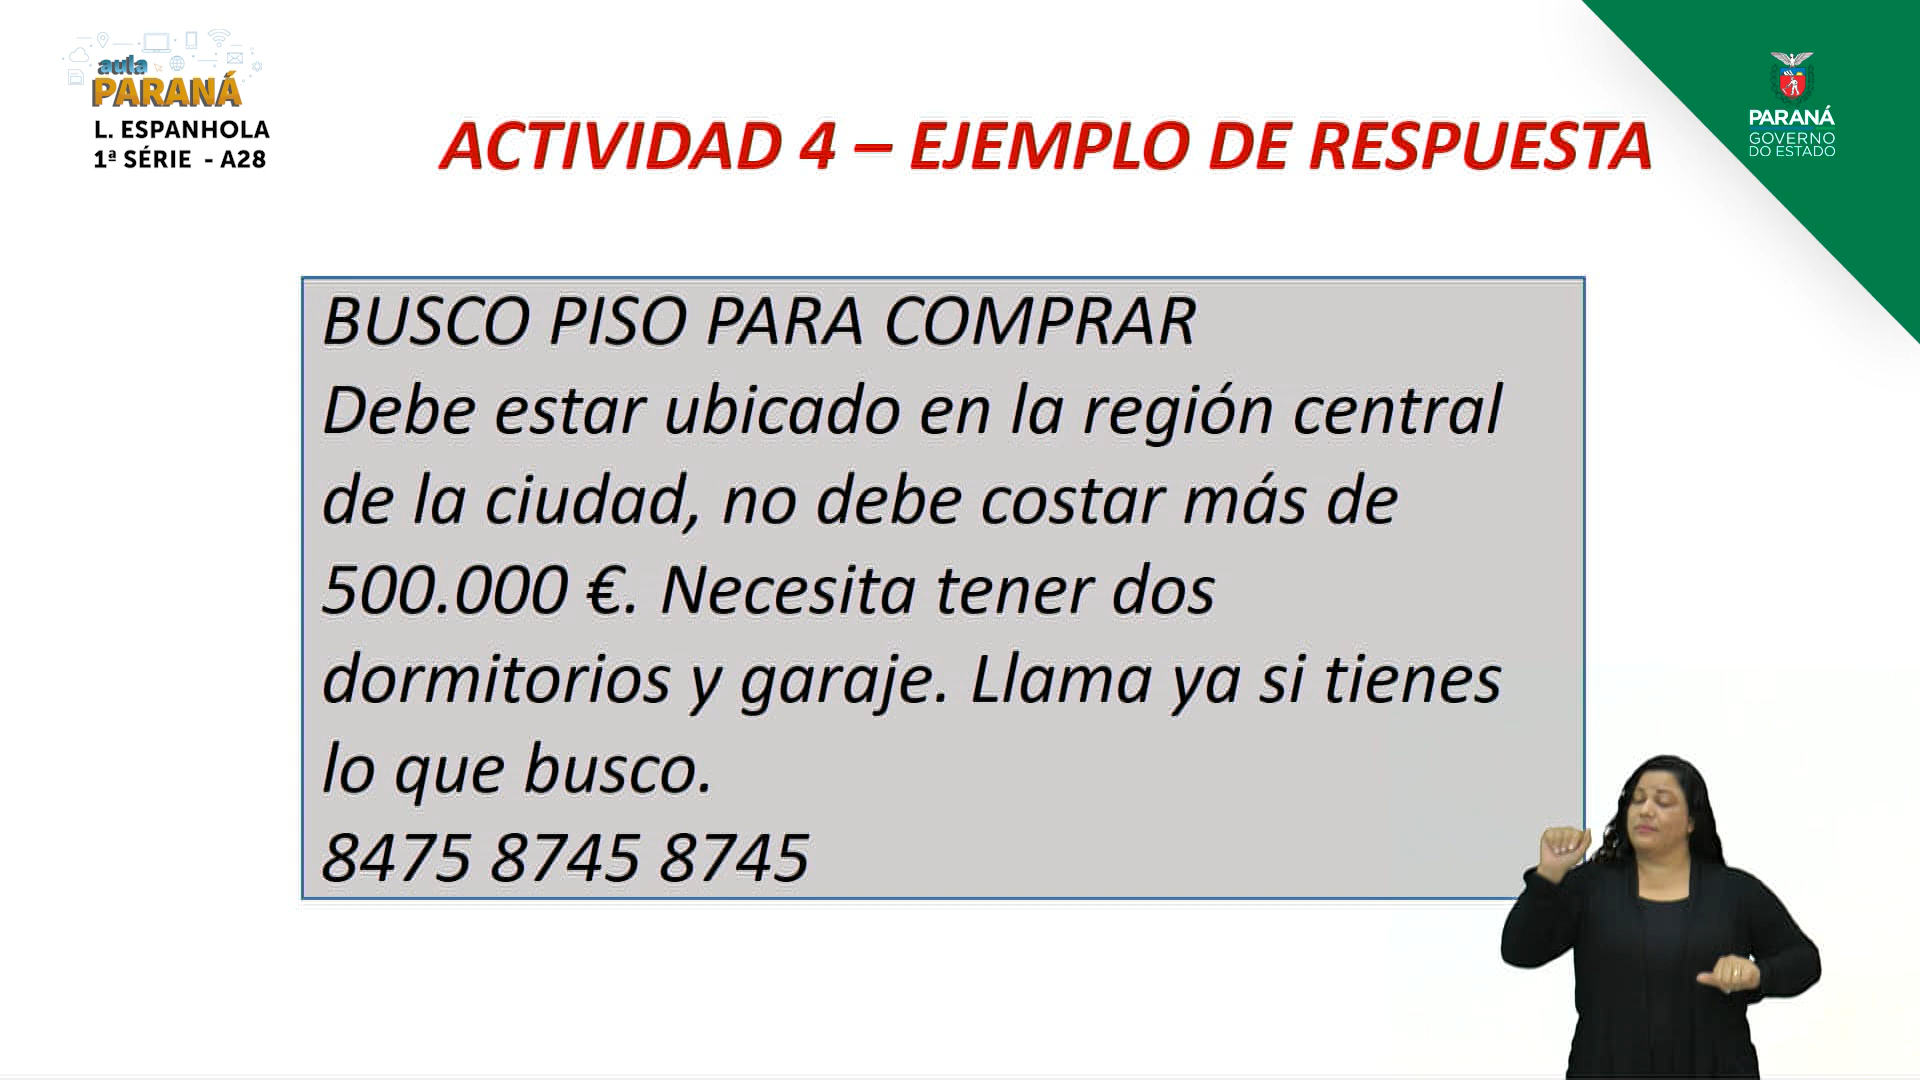 aula
PARANÁ
L. ESPANHOLA
1ª SÉRIE - A28
PARANÁ
GOVERNO
DO ESTADO
ACTIVIDAD 4 – EJEMPLO DE RESPUESTA
BUSCO PISO PARA COMPRAR
Debe estar ubicado en la región central
de la ciudad, no debe costar más de
500.000 €. Necesita tener dos
dormitorios y garaje. Llama ya si tienes
lo que busco.
8475 8745 8745